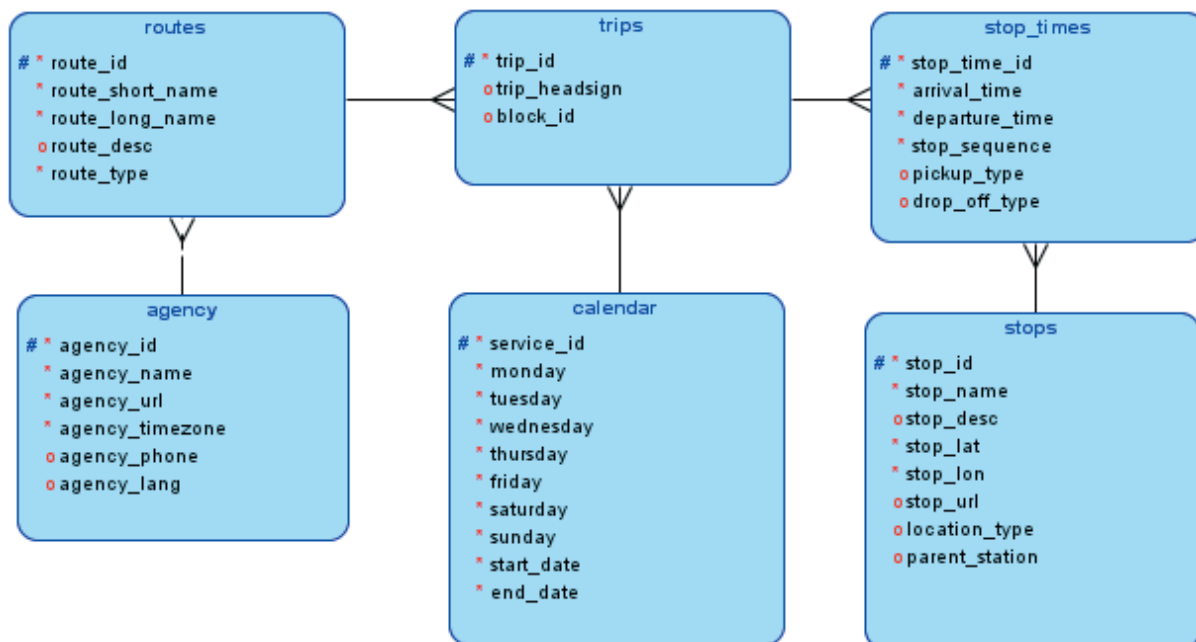 routes
# * route_id
* route_short_name
* route_long_name
o route_desc
* route_type
trips
# * trip_id
o trip_headsign
o block_id
stop_times
# * stop_time_id
* arrival_time
* departure_time
* stop_sequence
o pickup_type
o drop_off_type
agency
# * agency_id
* agency_name
* agency_url
* agency_timezone
o agency_phone
o agency_lang
calendar
# * service_id
* monday
* tuesday
* wednesday
* thursday
* friday
* saturday
* sunday
* start_date
* end_date
stops
# * stop_id
* stop_name
o stop_desc
* stop_lat
* stop_lon
o stop_url
o location_type
o parent_station